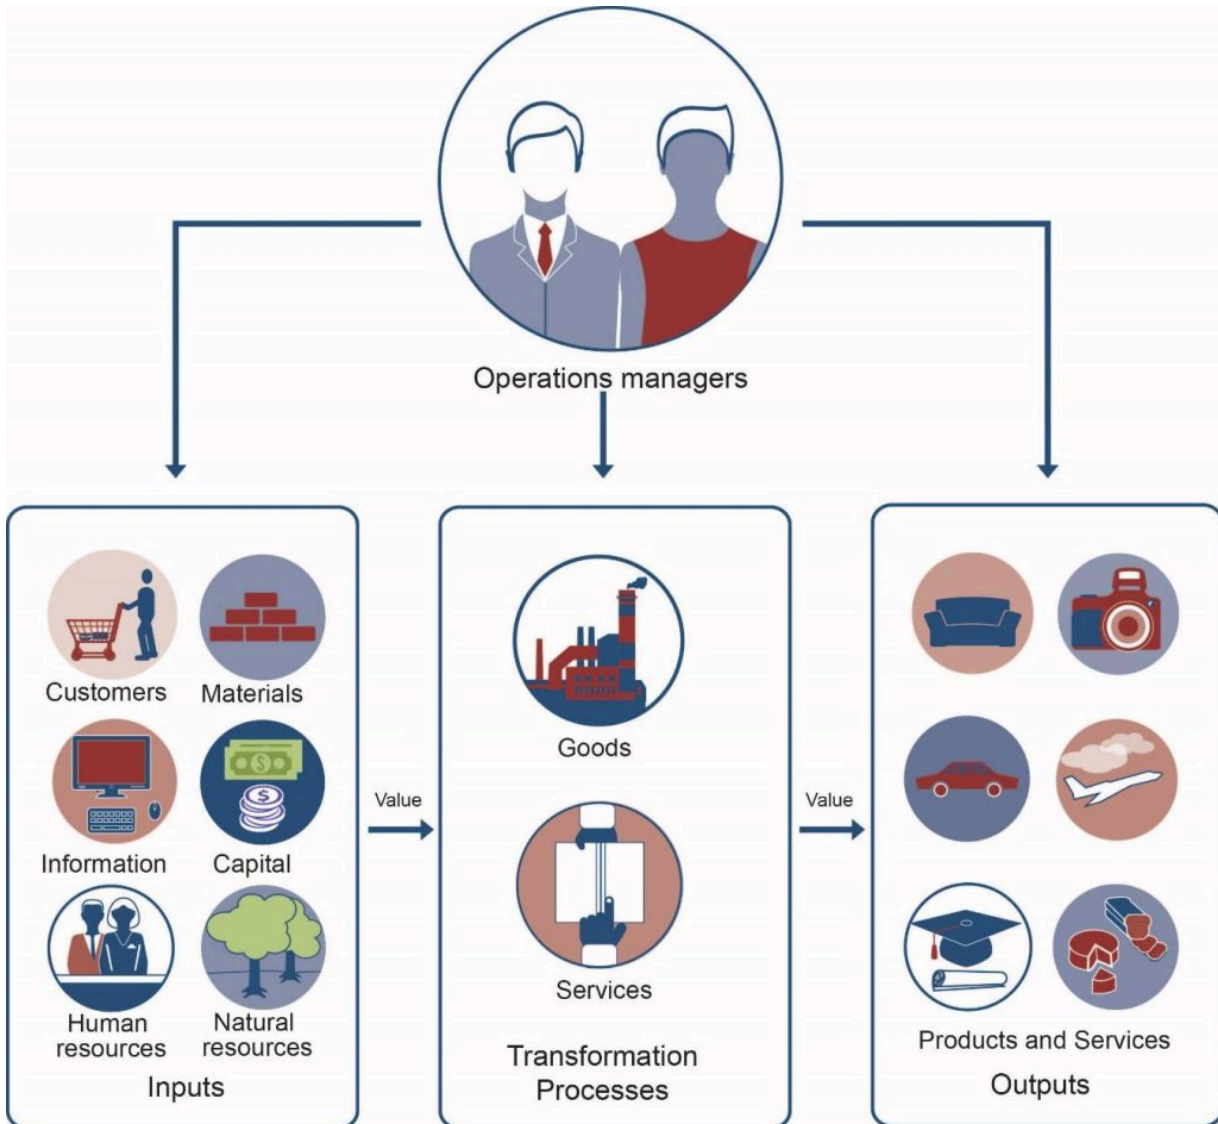 Operations managers
Customers
Materials
Information
Capital
Human
resources
Natural
resources
Inputs
Value
Goods
Services
Transformation
Processes
Value
Products and Services
Outputs